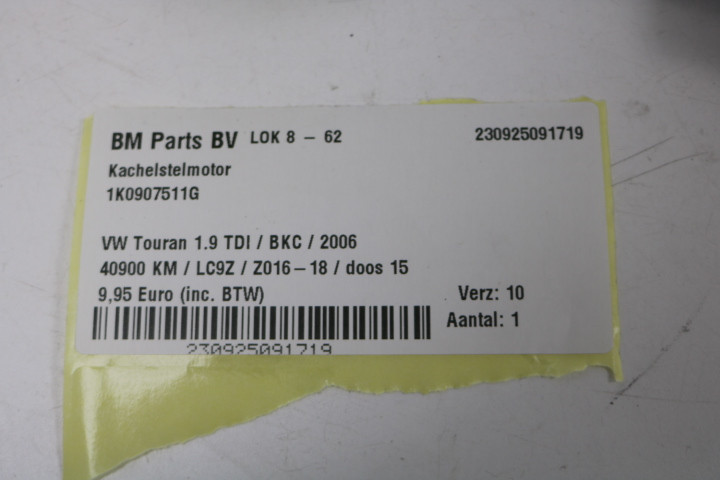 BM Parts BV LOK 8 - 62 230925091719
Kachelstelmotor
1K0907511G
VW Touran 1.9 TDI / BKC / 2006
40900 KM / LC9Z / Z016-18 / doos 15
9,95 Euro (inc. BTW) Verz: 10
Aantal: 1
230925091719